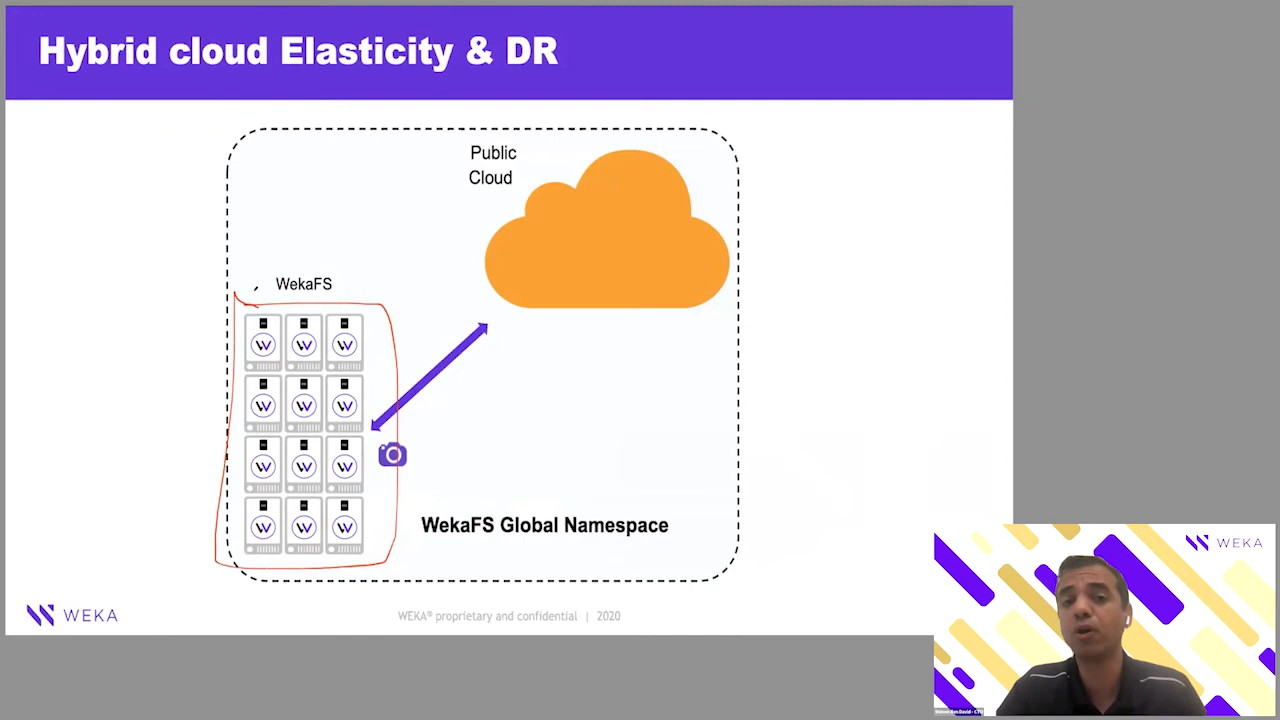 Hybrid cloud Elasticity & DR
Public
Cloud
WekaFS
WekaFS Global Namespace
WEKA
WEKA® proprietary and confidential | 2020
WEKA